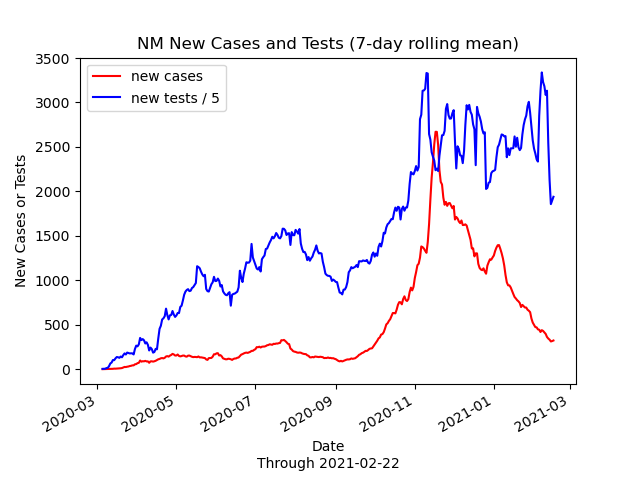 NM New Cases and Tests (7-day rolling mean)
new cases
new tests / 5
3500
3000
2500
2000
1500
1000
500
0
New Cases or Tests
2020-03
2020-05
2020-07
2020-09
2020-11
2021-01
2021-03
Date
Through 2021-02-22